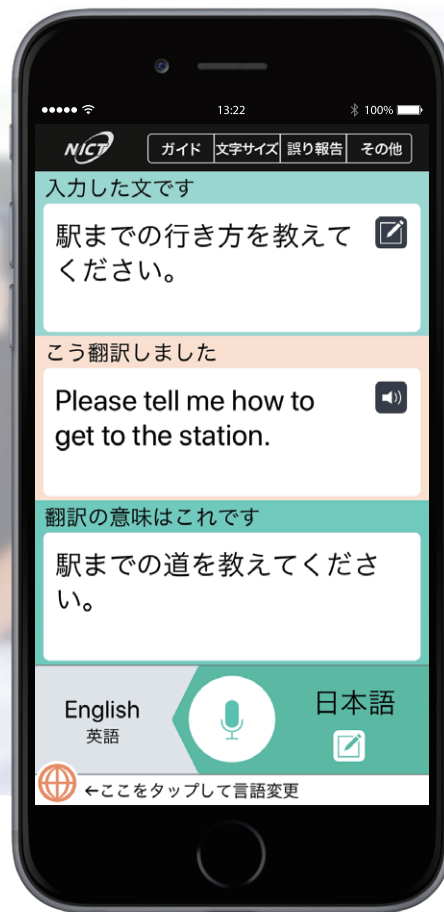 13:22
100%
NICT
ガイド 文字サイズ 誤り報告 その他
入力した文です
駅までの行き方を教えて
ください。
こう翻訳しました
Please tell me how to
get to the station.
翻訳の意味はこれです
駅までの道を教えてくださ
い。
English
英語
日本語
←ここをタップして言語変更